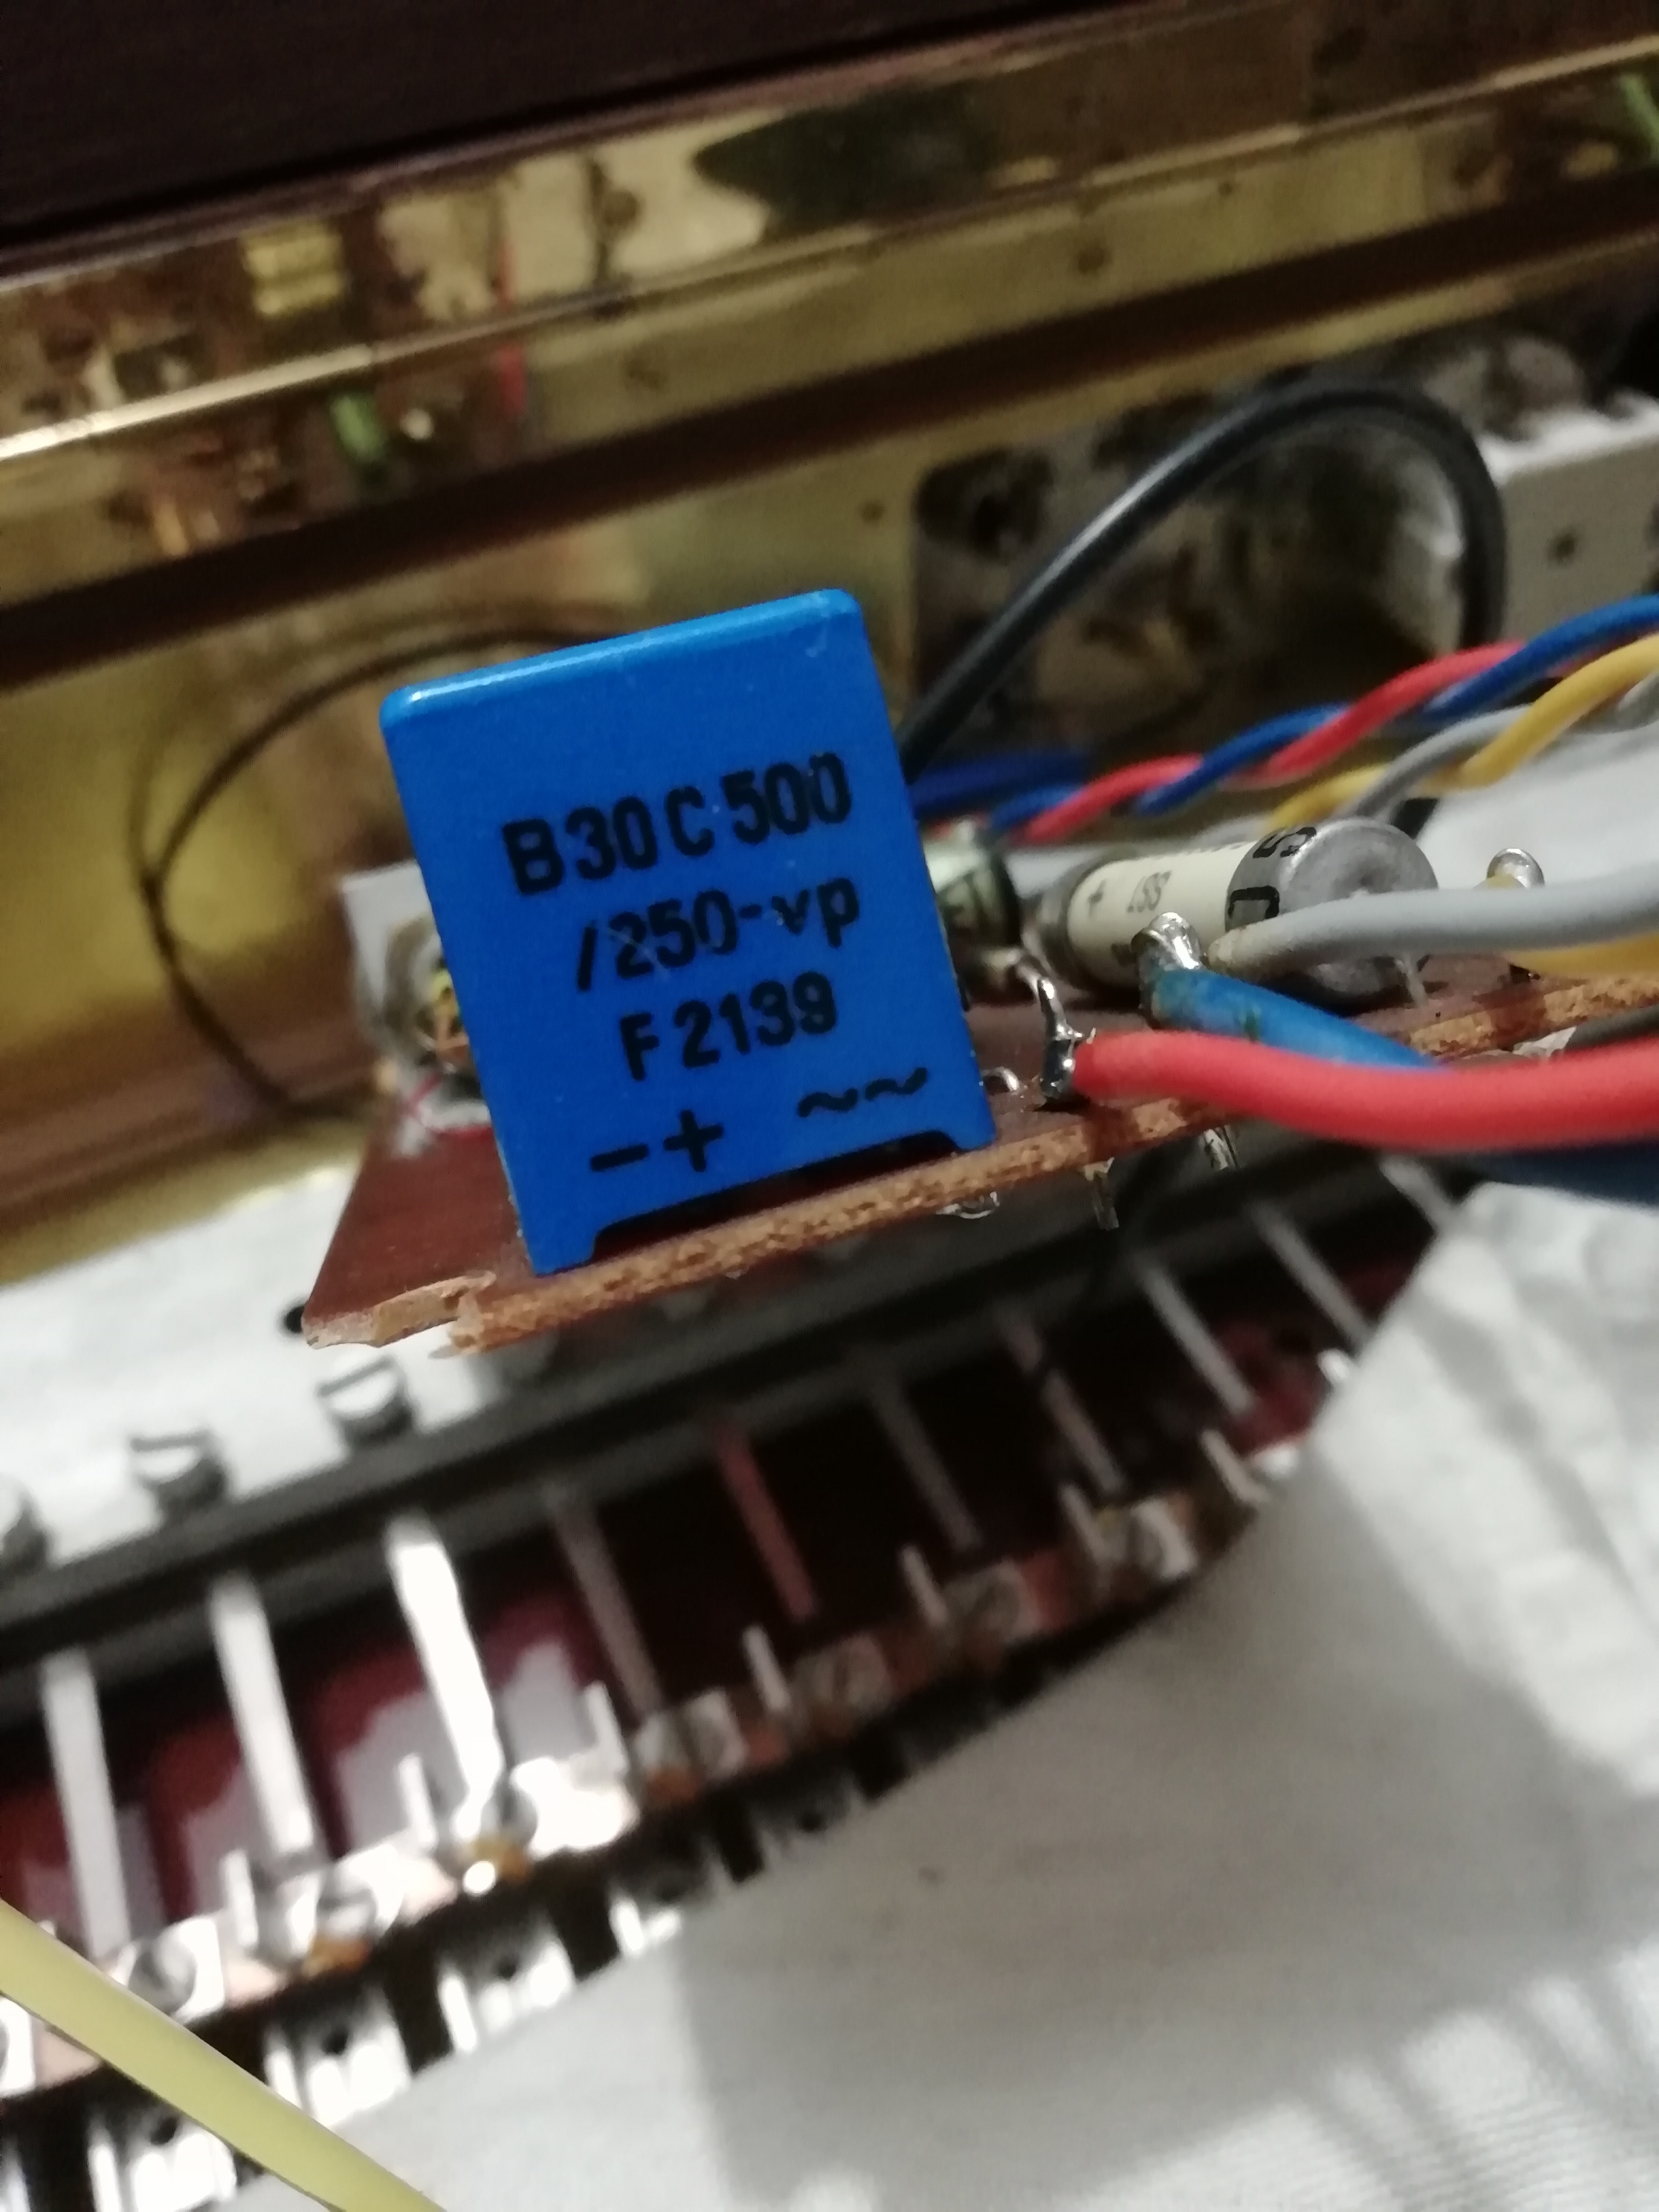 B30C500
/250-vp
F2139
-+ ~~
+